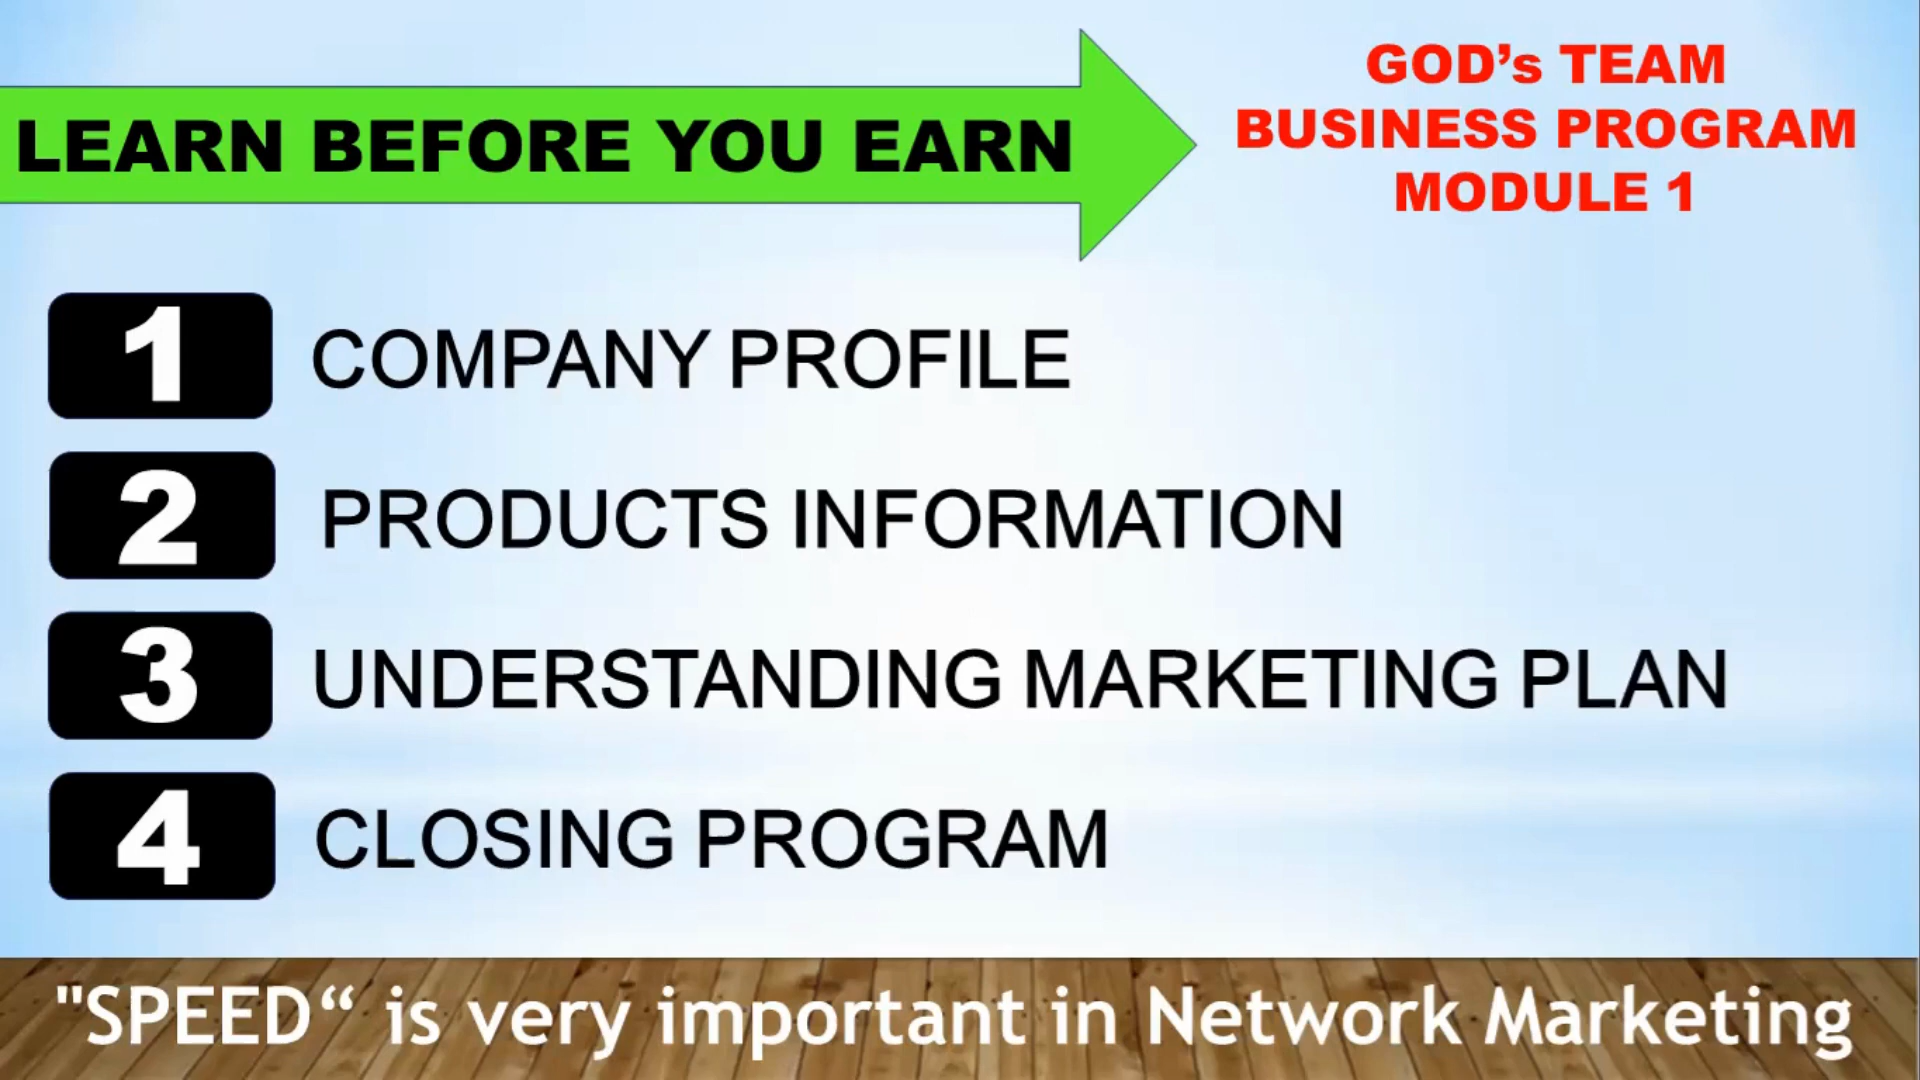 LEARN BEFORE YOU EARN
GOD’s TEAM
BUSINESS PROGRAM
MODULE 1
1 COMPANY PROFILE
2 PRODUCTS INFORMATION
3 UNDERSTANDING MARKETING PLAN
4 CLOSING PROGRAM
"SPEED“ is very important in Network Marketing